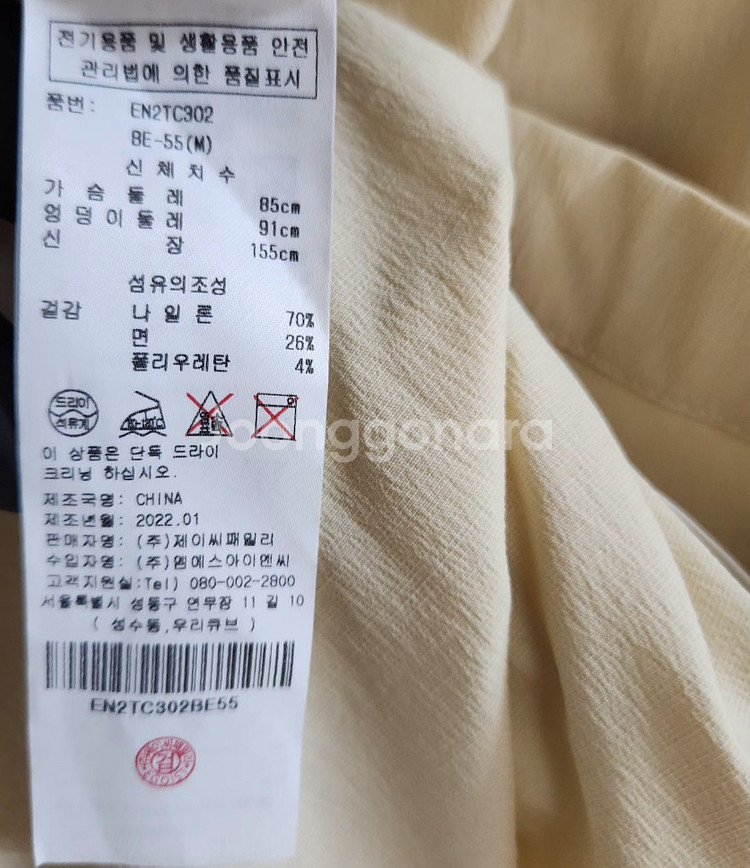 전기용품 및 생활용품 안전
관리법에 의한 품질표시
품번: EN2TC302
BE-55(M)
신체치수
가슴둘레 85cm
엉덩이둘레 91cm
신장 155cm
섬유의조성
겉감 나일론 70%
면 26%
폴리우레탄 4%
드라이
석유계
이 상품은 단독 드라이
크리닝 하십시오.
제조국명: CHINA
제조년월: 2022.01
판매자명: (주)제이씨패밀리
수입자명: (주)엠에스아이엔씨
고객지원실:Tel) 080-002-2800
서울특별시 성동구 연무장 11 길 10
( 성수동,우리큐브 )
EN2TC302BE55
joonggonara